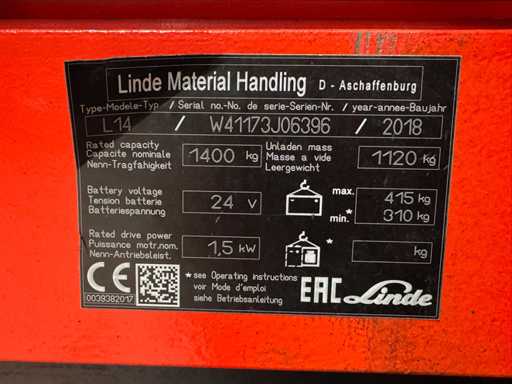 Linde Material Handling D - Aschaffenburg
Type-Modele-Typ / Serial no.-No. de serie-Serien-Nr. / year-annee-Baujahr
L14 / W41173J06396 / 2018
Rated capacity
Capacite nominale
Nenn-Tragfähigkeit
1400 kg
Unladen mass
Masse a vide
Leergewicht
1120 kg
Battery voltage
Tension batterie
Batteriespannung
24 V
max. 415 kg
min.* 310 kg
Rated drive power
Puissance motr.nom.
Nenn-Antriebsleist.
1,5 kW
* kg
CE
0039382017
*see Operating instructions
voir Mode d'emploi
siehe Betriebsanleitung
EAC Linde